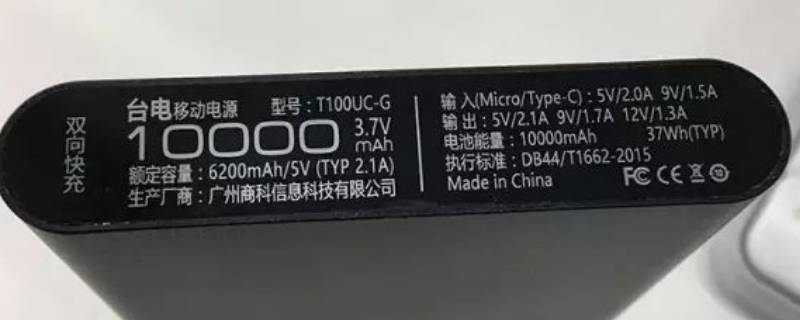 双向快充
台电移动电源 型号：T100UC-G
10000 3.7V mAh
额定容量：6200mAh/5V (TYP 2.1A)
生产厂商：广州商科信息科技有限公司
输入(Micro/Type-C)：5V/2.0A 9V/1.5A
输出：5V/2.1A 9V/1.7A 12V/1.3A
电池能量：10000mAh 37Wh(TYP)
执行标准：DB44/T1662-2015
Made in China FC CE 10